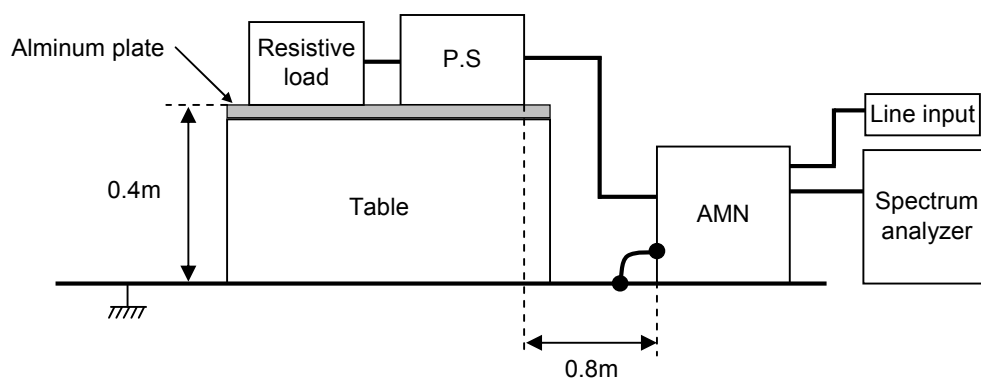 Alminum plate
Resistive
load
P.S
Line input
0.4m
Table
AMN
Spectrum
analyzer
0.8m